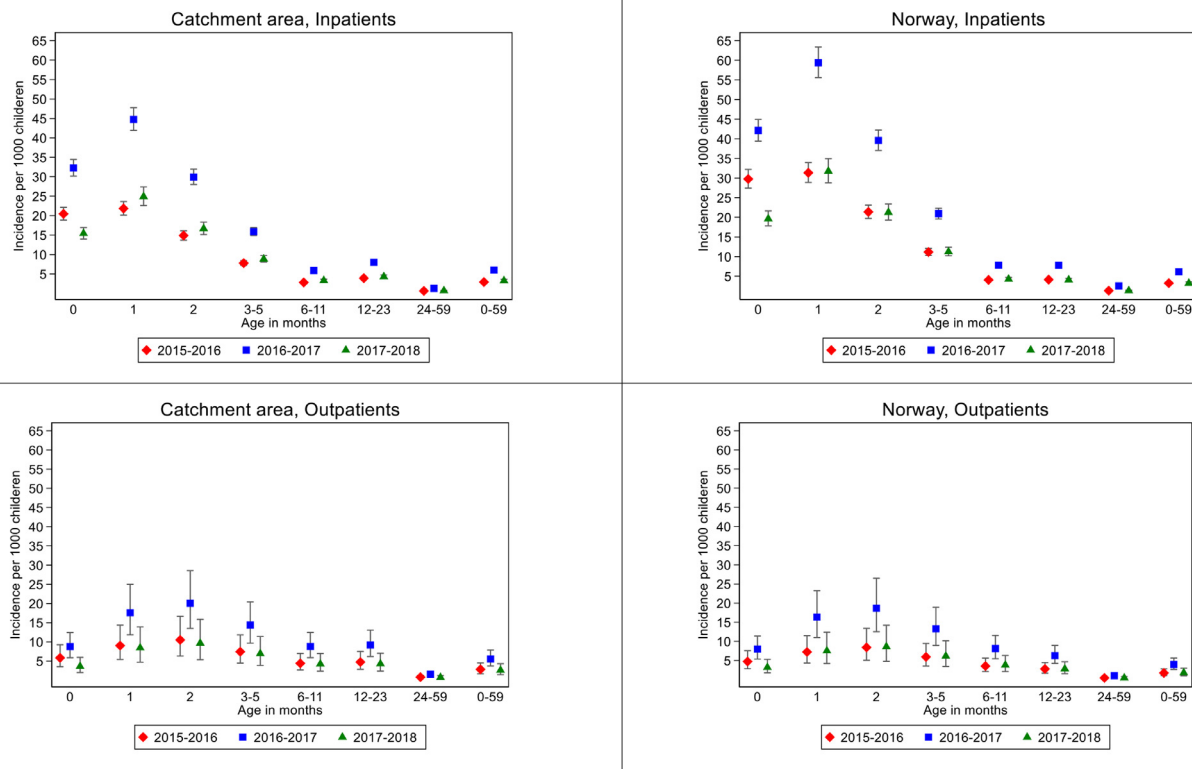 Catchment area, Inpatients
Incidence per 1000 childeren
65
60
55
50
45
40
35
30
25
20
15
10
5
0 1 2 3-5 6-11 12-23 24-59 0-59
Age in months
2015-2016 2016-2017 2017-2018
Norway, Inpatients
Incidence per 1000 childeren
65
60
55
50
45
40
35
30
25
20
15
10
5
0 1 2 3-5 6-11 12-23 24-59 0-59
Age in months
2015-2016 2016-2017 2017-2018
Catchment area, Outpatients
Incidence per 1000 childeren
65
60
55
50
45
40
35
30
25
20
15
10
5
0 1 2 3-5 6-11 12-23 24-59 0-59
Age in months
2015-2016 2016-2017 2017-2018
Norway, Outpatients
Incidence per 1000 childeren
65
60
55
50
45
40
35
30
25
20
15
10
5
0 1 2 3-5 6-11 12-23 24-59 0-59
Age in months
2015-2016 2016-2017 2017-2018